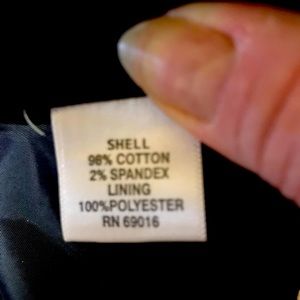 SHELL
98% COTTON
2% SPANDEX
LINING
100%POLYESTER
RN 69016